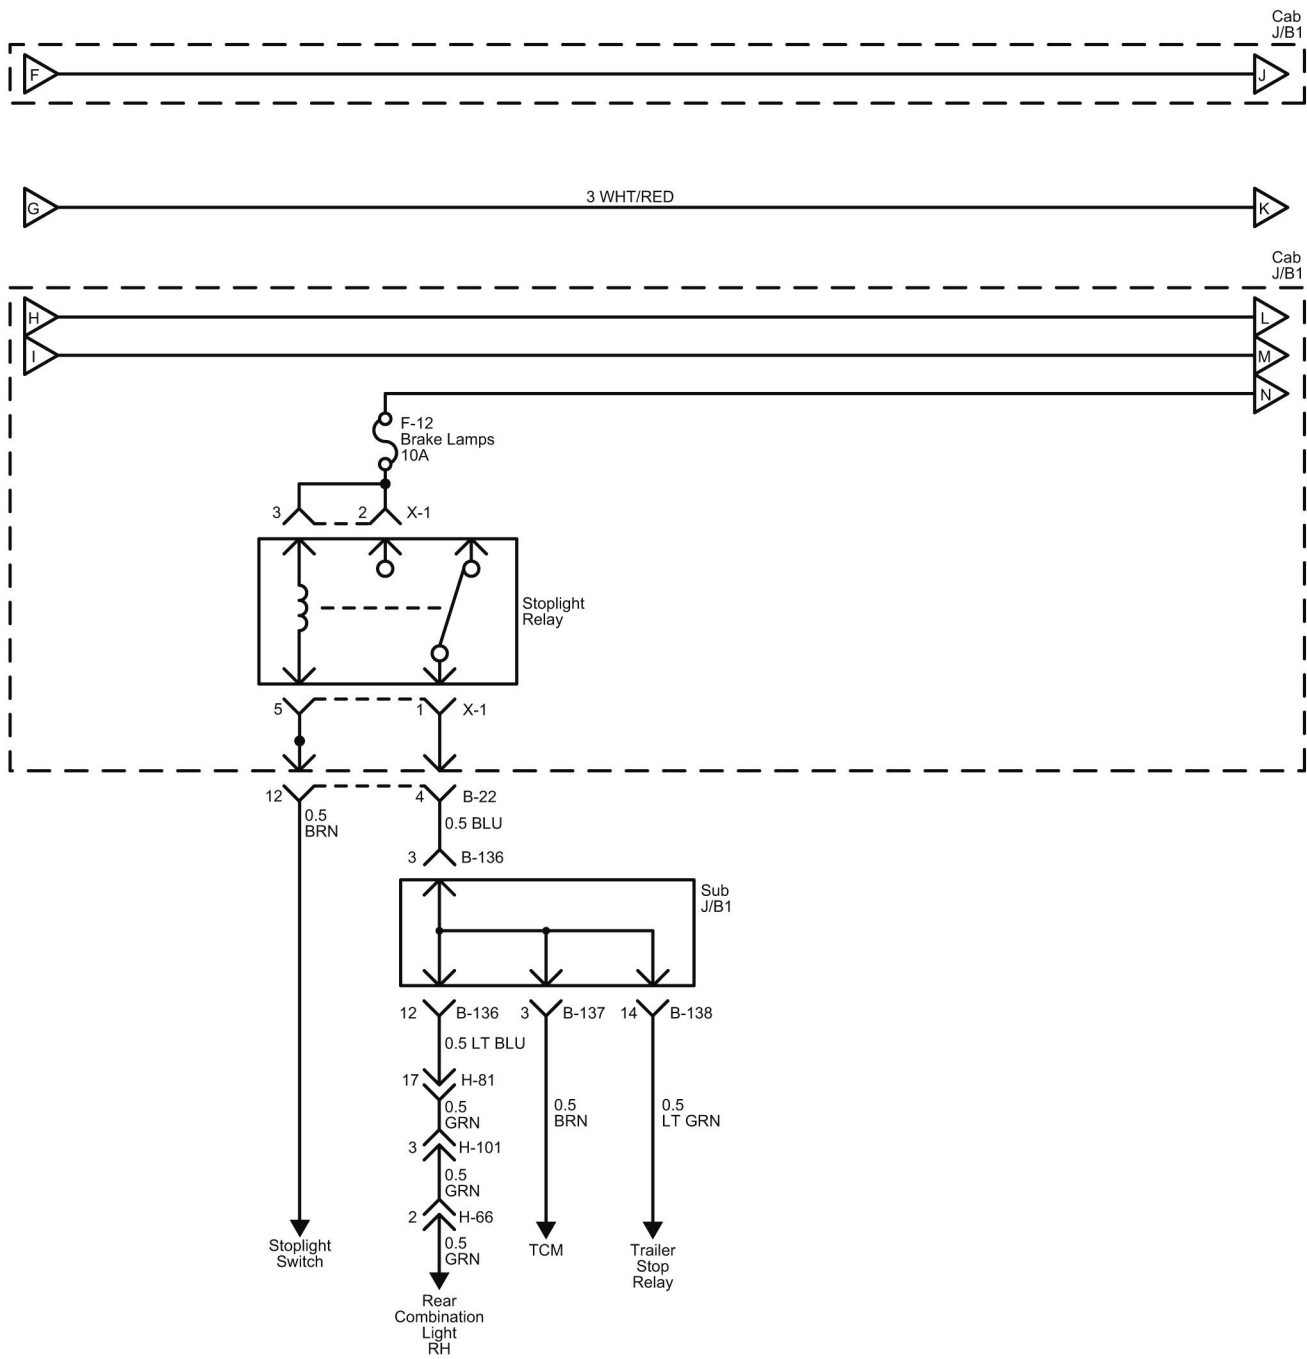 Cab
J/B1
F
J
G
3 WHT/RED
K
Cab
J/B1
H
L
I
M
N
F-12
Brake Lamps
10A
3
2
X-1
Stoplight
Relay
5
1
X-1
12
4
B-22
0.5
BRN
0.5 BLU
3
B-136
Sub
J/B1
12
B-136
3
B-137
14
B-138
0.5 LT BLU
17
H-81
0.5
GRN
0.5
BRN
0.5
LT GRN
3
H-101
0.5
GRN
2
H-66
0.5
GRN
Stoplight
Switch
TCM
Trailer
Stop
Relay
Rear
Combination
Light
RH